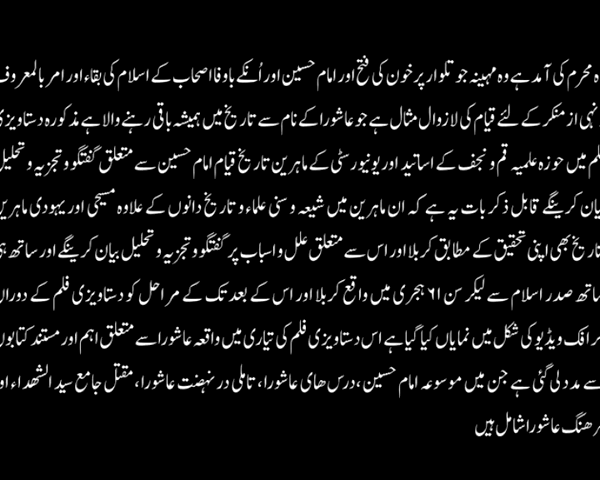 ہ محرم کی آمد ہے وہ مہینہ جو تلوار پر خون کی فتح اور امام حسین اور اُنکے باوفا اصحاب کے اسلام کی بقاء اور امر بالمعروف
نہی از منکر کے لئے قیام کی لازوال مثال ہے جو عاشورا کے نام سے تاریخ میں ہمیشہ باقی رہنے والا ہے مذکورہ دستاویزی
لم میں حوزہ علمیہ قم و نجف کے اساتید اور یونیورسٹی کے ماہرین تاریخ قیام امام حسین سے متعلق گفتگو و تجزیہ و تحلیل
یان کرینگے قابل ذکر بات یہ ہے کہ ان ماہرین میں شیعہ و سنی علماء و تاریخ دانوں کے علاوہ مسیحی اور یہودی ماہرین
تاریخ بھی اپنی تحقیق کے مطابق کربلا اور اس سے متعلق علل و اسباب پر گفتگو و تجزیہ و تحلیل بیان کرینگے اور ساتھ ہی
ساتھ صدر اسلام سے لیکر سن ۶۱ ہجری میں واقع کربلا اور اس کے بعد تک کے مراحل کو دستاویزی فلم کے دوران
رافک ویڈیو کی شکل میں نمایاں کیا گیا ہے اس دستاویزی فلم کی تیاری میں واقعہ عاشورا سے متعلق اہم اور مستند کتابوں
سے مدد لی گئی ہے جن میں موسوعہ امام حسین ،درس ھای عاشورا، تاملی در نہضت عاشورا، مقتل جامع سید الشھداء او
رھنگ عاشورا شامل ہیں